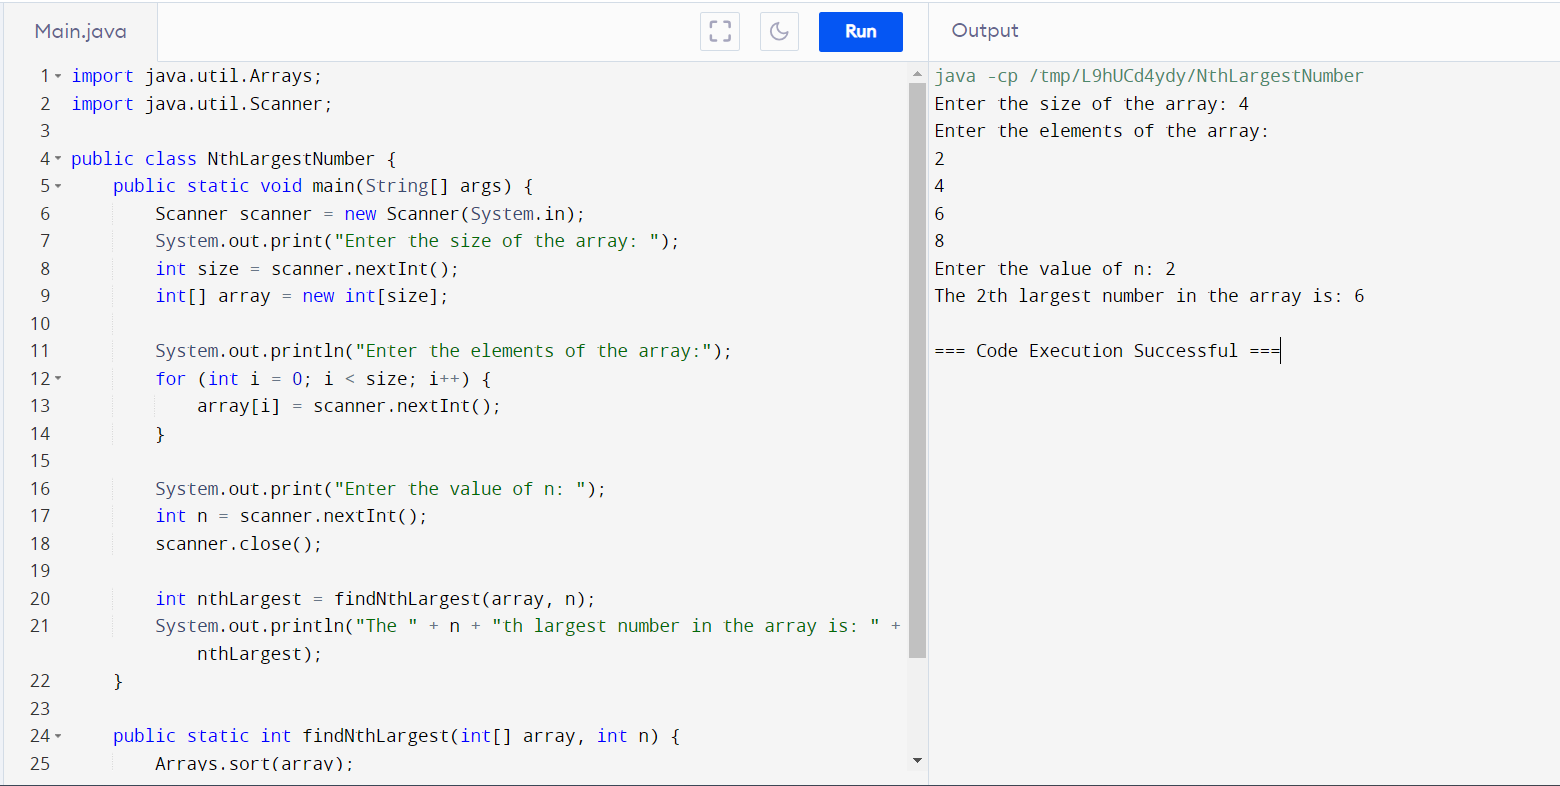 Main.java
Run
1 import java.util.Arrays;
2 import java.util.Scanner;
3
4 public class NthLargestNumber {
5     public static void main(String[] args) {
6         Scanner scanner = new Scanner(System.in);
7         System.out.print("Enter the size of the array: ");
8         int size = scanner.nextInt();
9         int[] array = new int[size];
10
11         System.out.println("Enter the elements of the array:");
12         for (int i = 0; i < size; i++) {
13             array[i] = scanner.nextInt();
14         }
15
16         System.out.print("Enter the value of n: ");
17         int n = scanner.nextInt();
18         scanner.close();
19
20         int nthLargest = findNthLargest(array, n);
21         System.out.println("The " + n + "th largest number in the array is: " +
            nthLargest);
22     }
23
24     public static int findNthLargest(int[] array, int n) {
25         Arrays.sort(array);
Output
java -cp /tmp/L9hUCd4ydy/NthLargestNumber
Enter the size of the array: 4
Enter the elements of the array:
2
4
6
8
Enter the value of n: 2
The 2th largest number in the array is: 6
=== Code Execution Successful ===